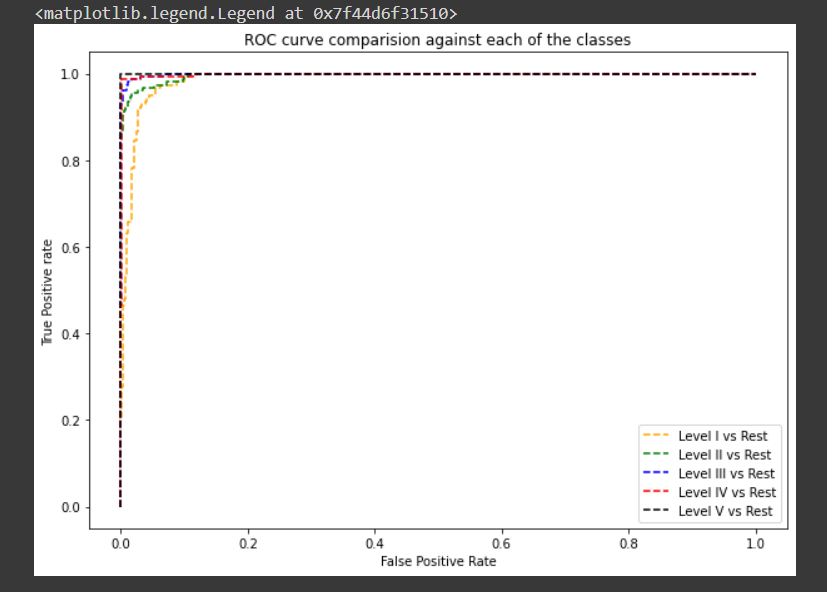 <matplotlib.legend.Legend at 0x7f44d6f31510>
ROC curve comparision against each of the classes
1.0
0.8
0.6
0.4
0.2
0.0
True Positive rate
0.0 0.2 0.4 0.6 0.8 1.0
False Positive Rate
Level I vs Rest
Level II vs Rest
Level III vs Rest
Level IV vs Rest
Level V vs Rest